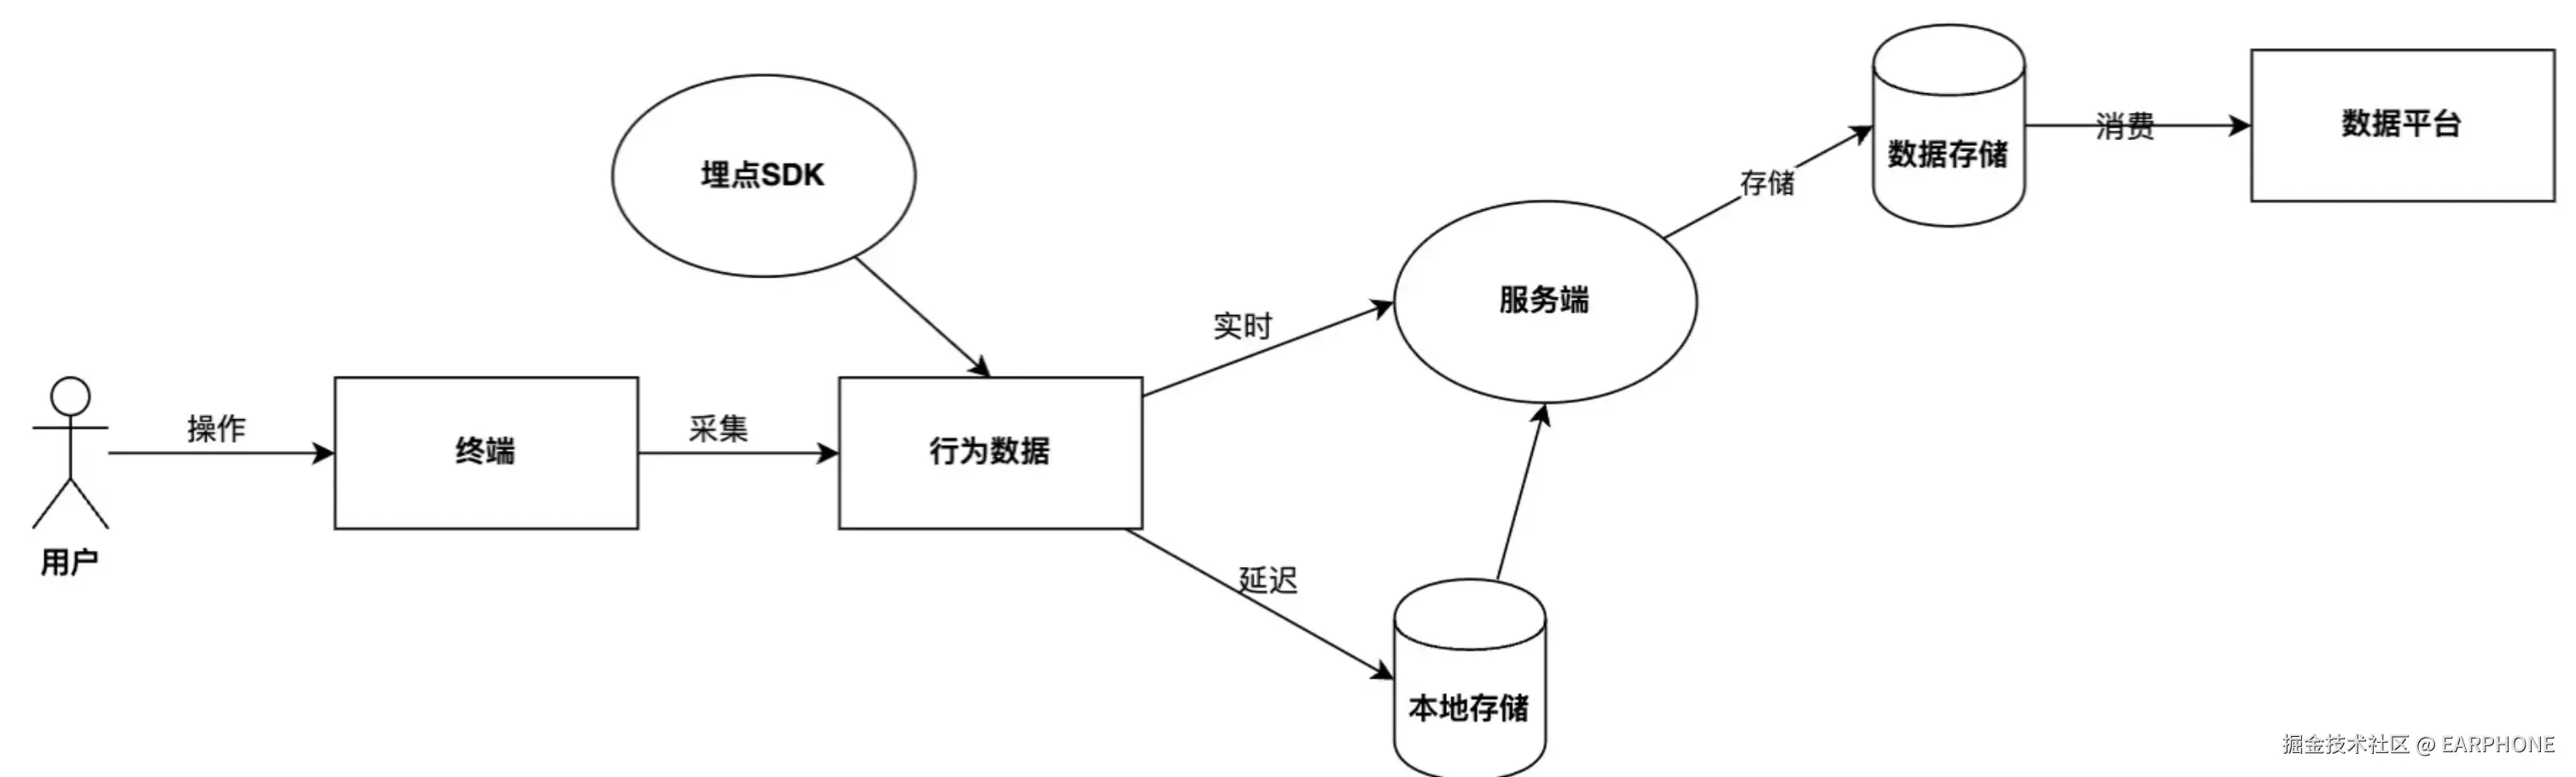 埋点SDK
数据存储
消费
数据平台
存储
服务端
实时
用户
操作
终端
采集
行为数据
延迟
本地存储
掘金技术社区 @ EARPHONE